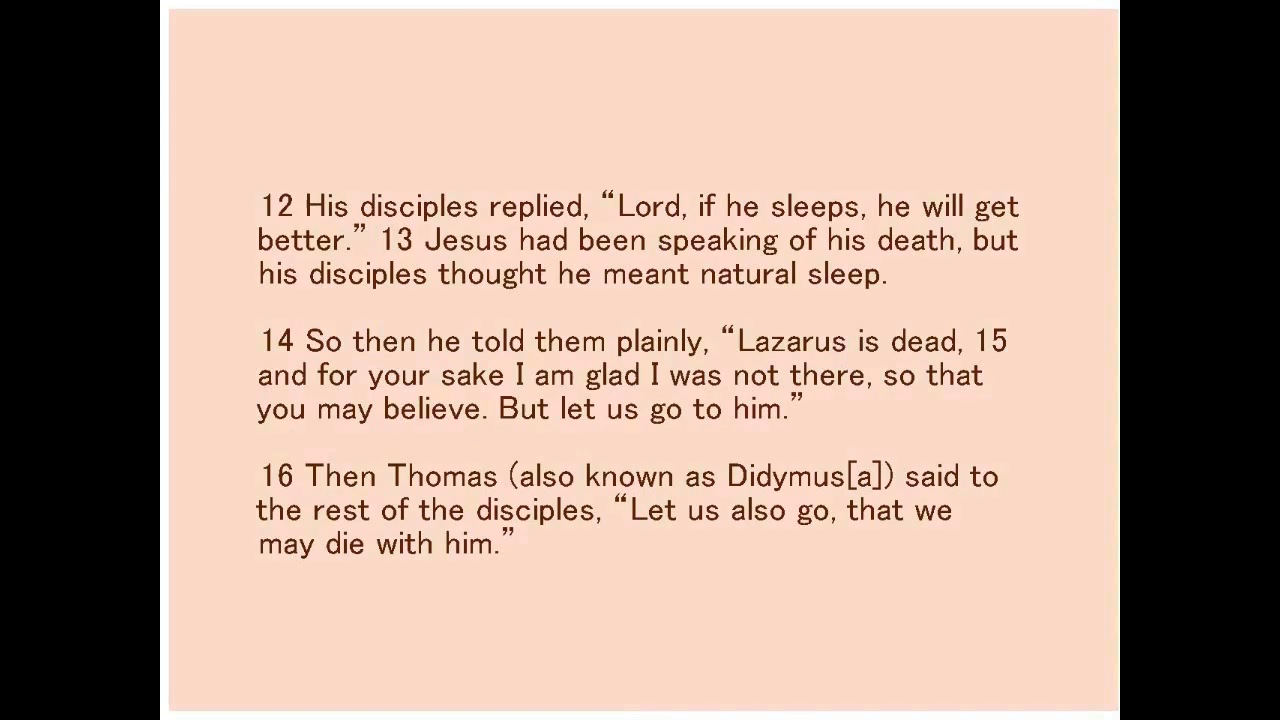 12 His disciples replied, “Lord, if he sleeps, he will get
better.” 13 Jesus had been speaking of his death, but
his disciples thought he meant natural sleep.
14 So then he told them plainly, “Lazarus is dead, 15
and for your sake I am glad I was not there, so that
you may believe. But let us go to him.”
16 Then Thomas (also known as Didymus[a]) said to
the rest of the disciples, “Let us also go, that we
may die with him.”